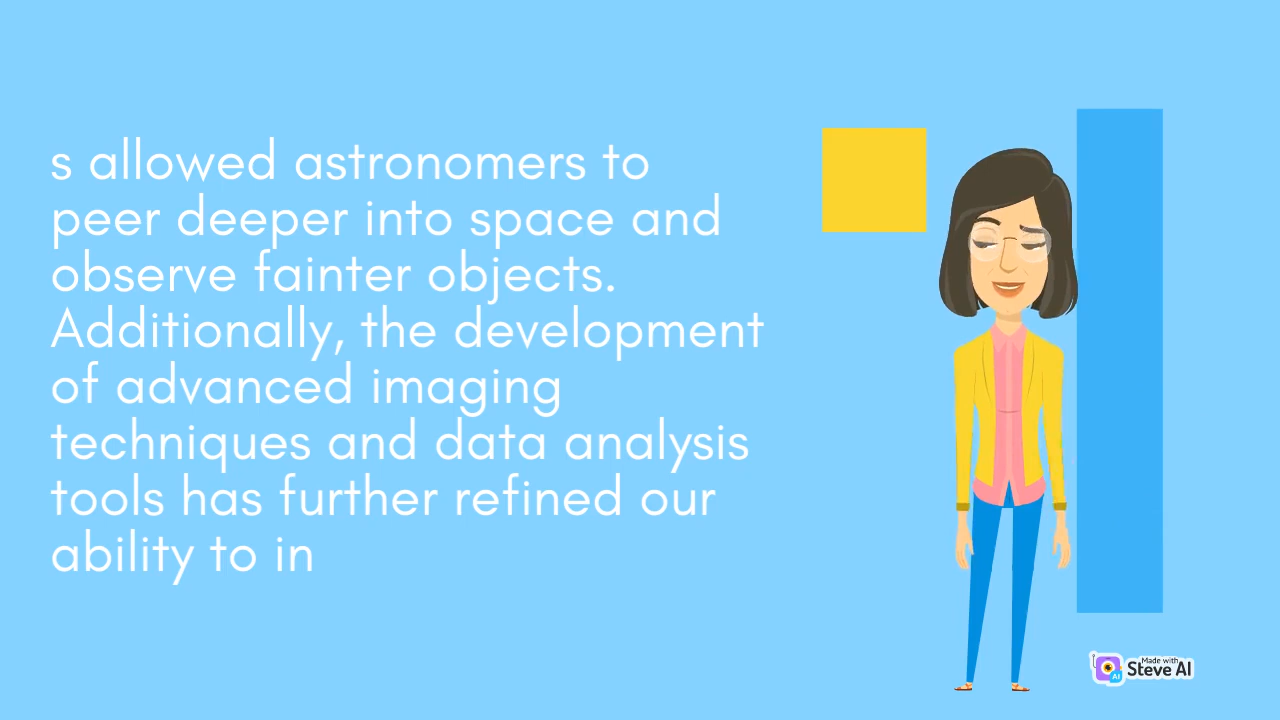 s allowed astronomers to
peer deeper into space and
observe fainter objects.
Additionally, the development
of advanced imaging
techniques and data analysis
tools has further refined our
ability to in
Made with
Steve AI
AI